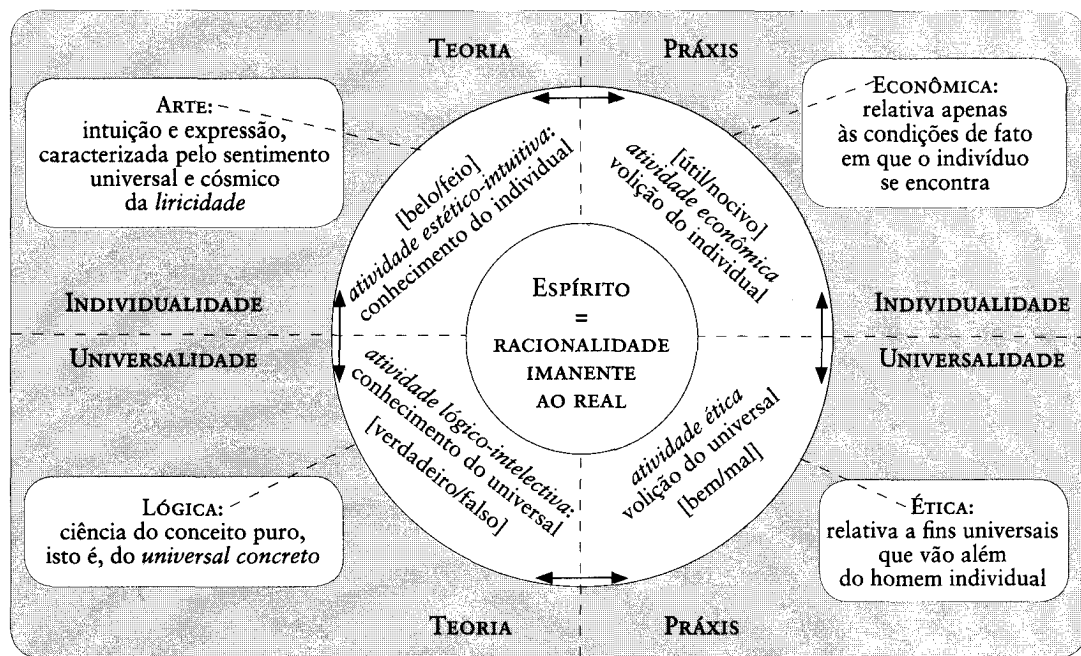 TEORIA
PRÁXIS
ARTE:
intuição e expressão,
caracterizada pelo sentimento
universal e cósmico
da liricidade
ECONÔMICA:
relativa apenas
às condições de fato
em que o indivíduo
se encontra
[belo/feio]
atividade estético-intuitiva:
conhecimento do individual
[útil/nocivo]
atividade econômica
volição do individual
INDIVIDUALIDADE
UNIVERSALIDADE
ESPÍRITO
=
RACIONALIDADE
IMANENTE
AO REAL
INDIVIDUALIDADE
UNIVERSALIDADE
atividade lógico-intelectiva:
conhecimento do universal
[verdadeiro/falso]
atividade ética
volição do universal
[bem/mal]
LÓGICA:
ciência do conceito puro,
isto é, do universal concreto
ÉTICA:
relativa a fins universais
que vão além
do homem individual
TEORIA
PRÁXIS